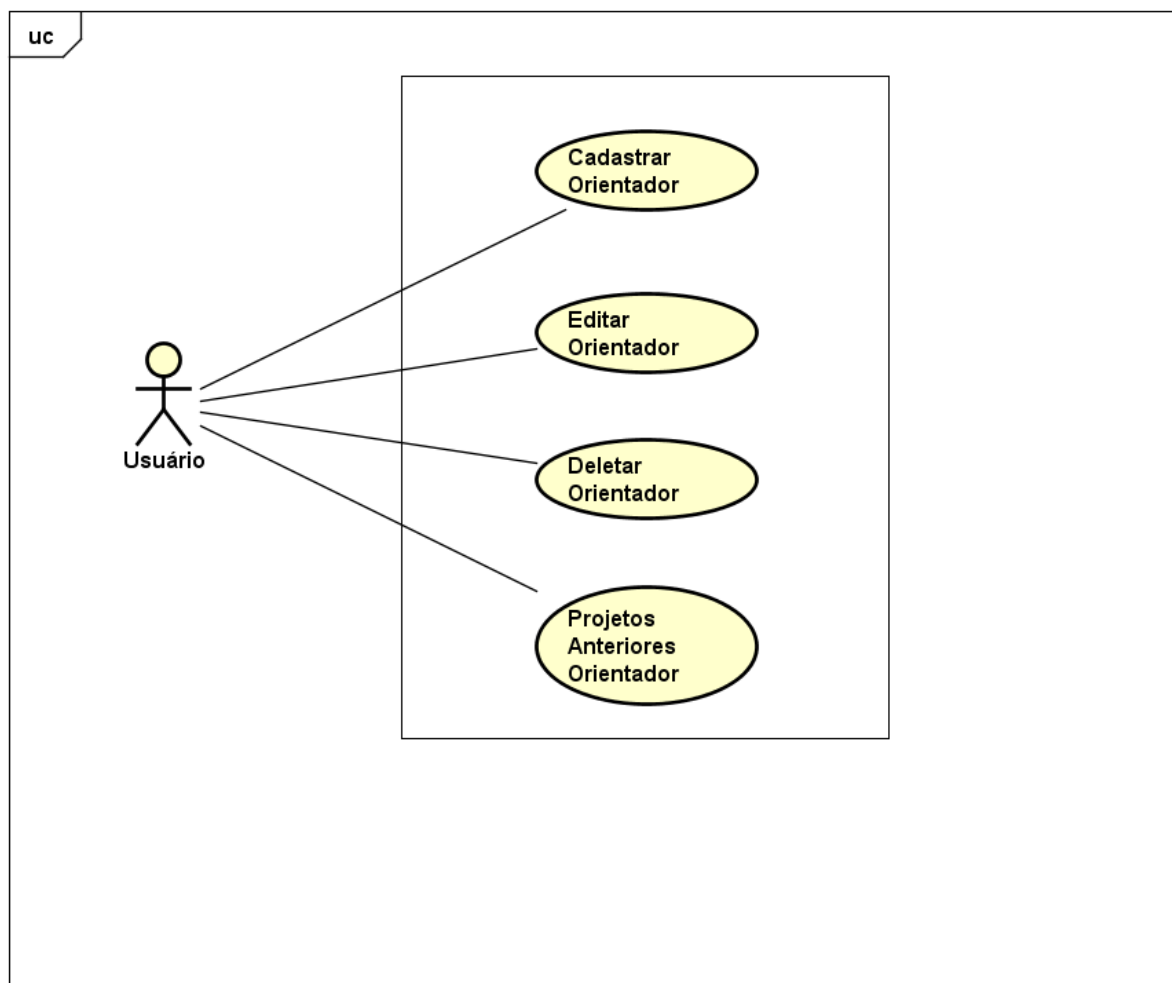 uc
Cadastrar
Orientador
Editar
Orientador
Usuário
Deletar
Orientador
Projetos
Anteriores
Orientador